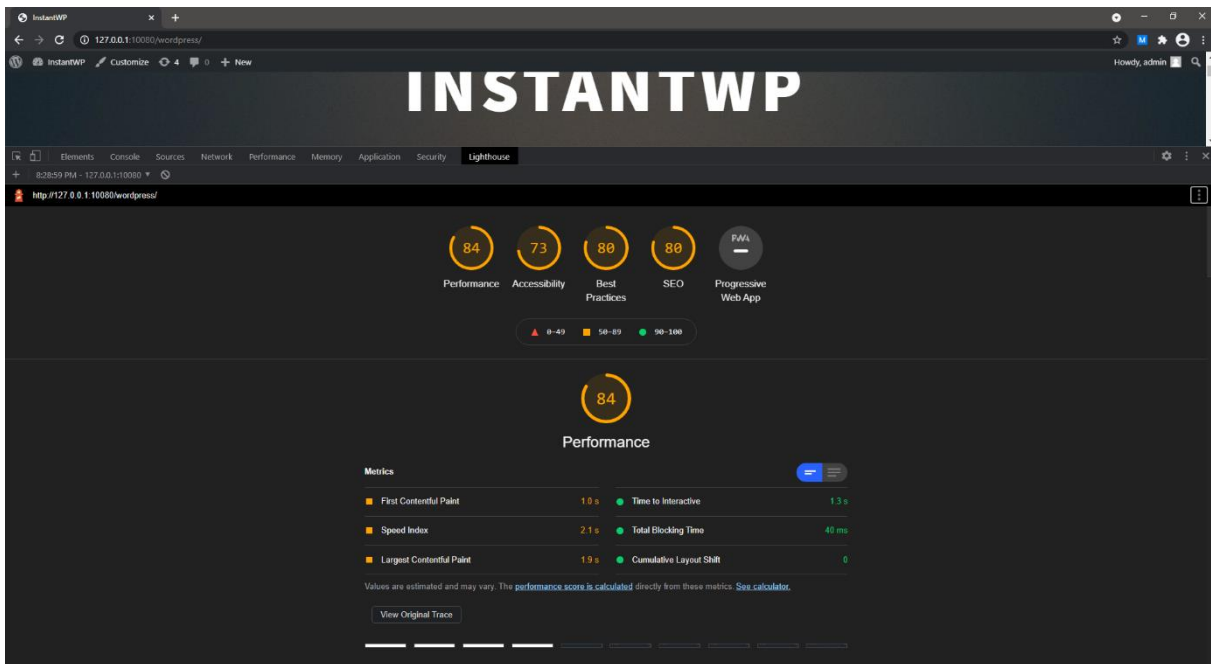 InstantWP
127.0.0.1:10080/wordpress/
M
InstantWP Customize 4 0 + New Howdy, admin
INSTANTWP
Elements Console Sources Network Performance Memory Application Security Lighthouse
+ 8:28:59 PM - 127.0.0.1:10080
http://127.0.0.1:10080/wordpress/
84 73 80 80 PWA
Performance Accessibility Best SEO Progressive
Practices Web App
0-49 50-89 90-100
84
Performance
Metrics
First Contentful Paint 1.0 s Time to Interactive 1.3 s
Speed Index 2.1 s Total Blocking Time 40 ms
Largest Contentful Paint 1.9 s Cumulative Layout Shift 0
Values are estimated and may vary. The performance score is calculated directly from these metrics. See calculator.
View Original Trace